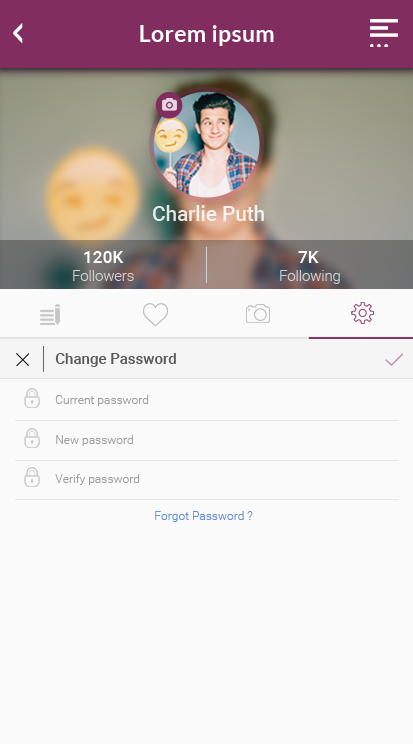 Lorem ipsum
Charlie Puth
120K
Followers
7K
Following
Change Password
Current password
New password
Verify password
Forgot Password ?